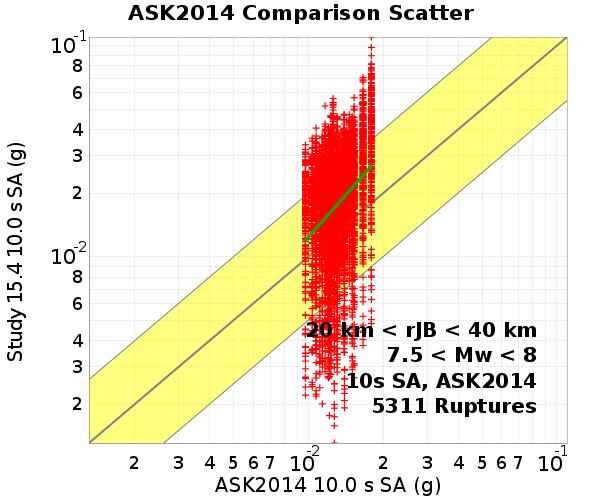 ASK2014 Comparison Scatter
Study 15.4 10.0 s SA (g)
10⁻¹
8
6
4
3
2
10⁻²
8
6
4
3
2
20 km < rJB < 40 km
7.5 < Mw < 8
10s SA, ASK2014
5311 Ruptures
2 3 4 5 6 7 10⁻² 2 3 4 5 6 7 10⁻¹
ASK2014 10.0 s SA (g)